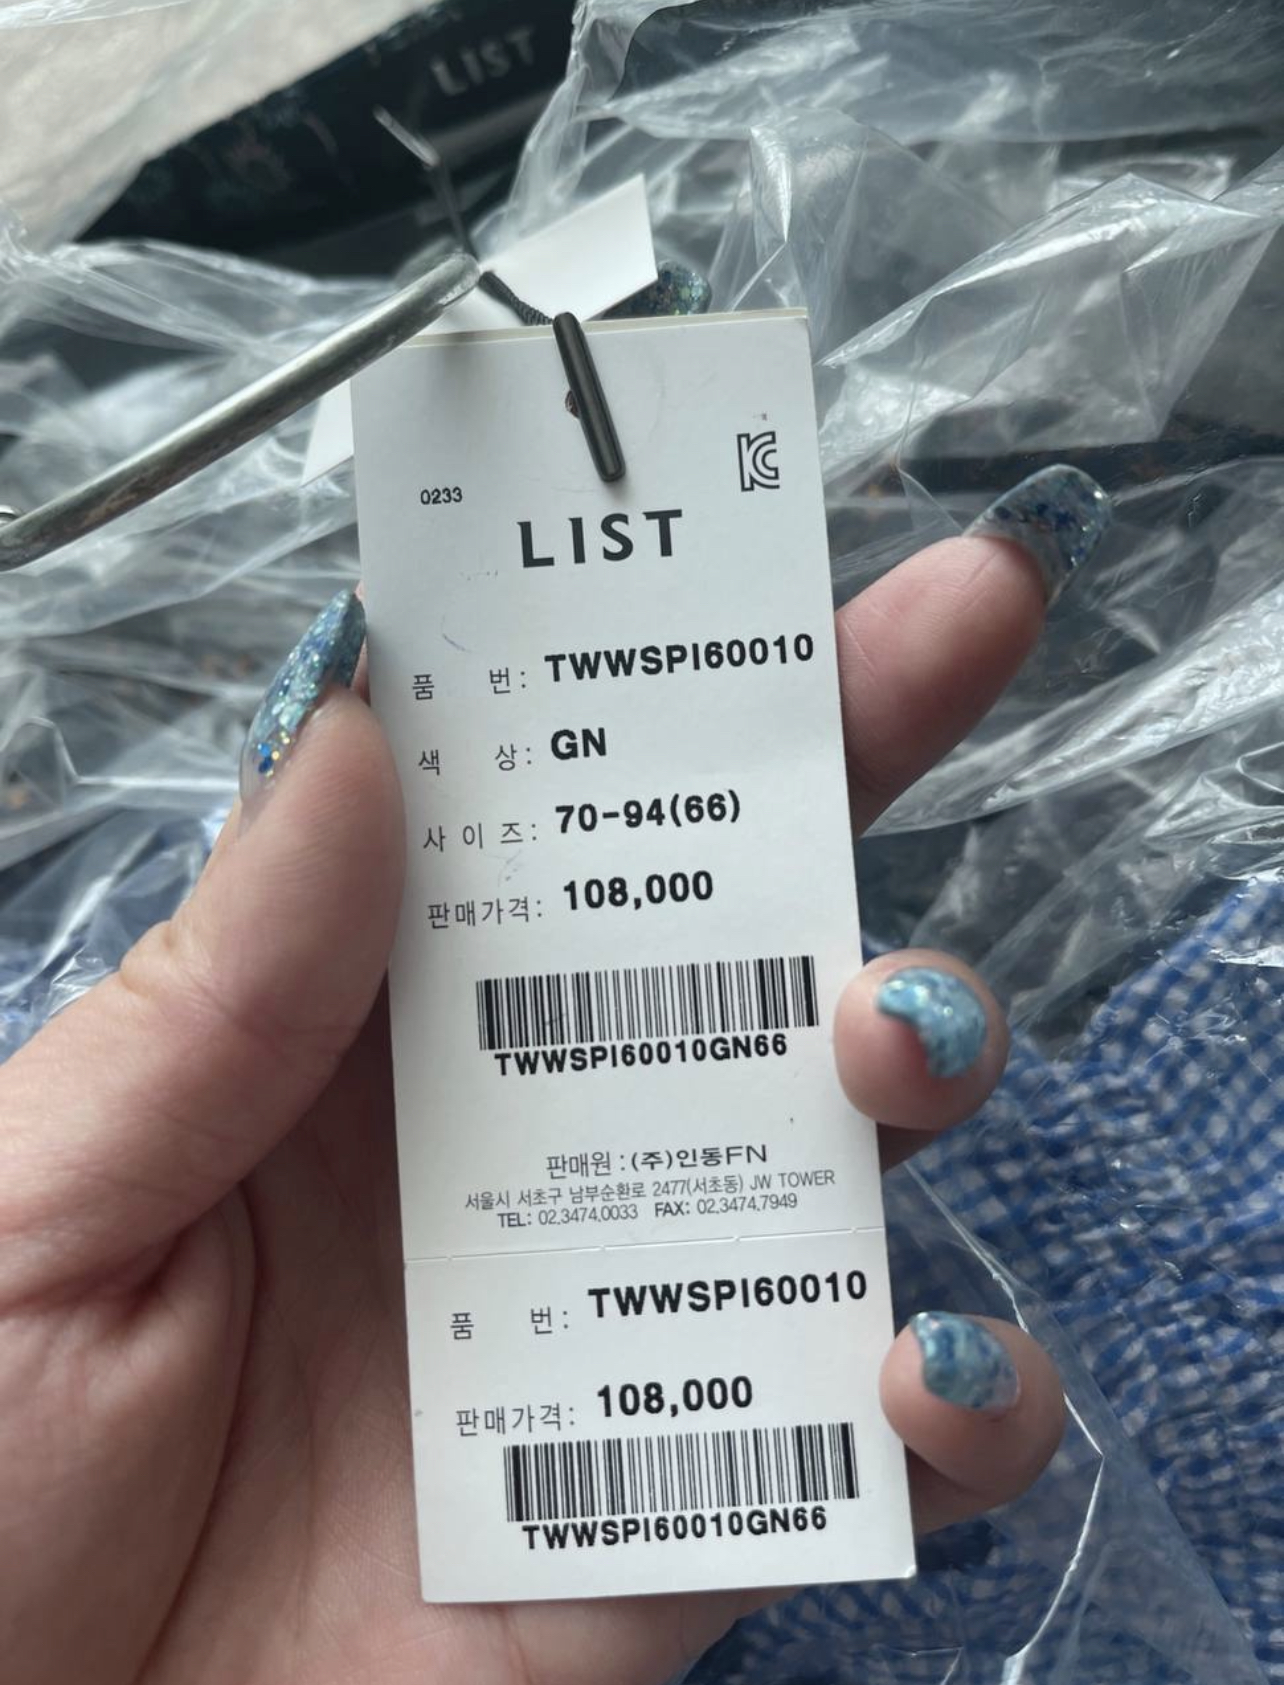 LIST
0233
LIST
품 번: TWWSPI60010
색 상: GN
사 이 즈: 70-94(66)
판매가격: 108,000
TWWSPI60010GN66
판매원 : (주)인동FN
서울시 서초구 남부순환로 2477(서초동) JW TOWER
TEL: 02.3474.0033 FAX: 02.3474.7949
품 번: TWWSPI60010
판매가격: 108,000
TWWSPI60010GN66